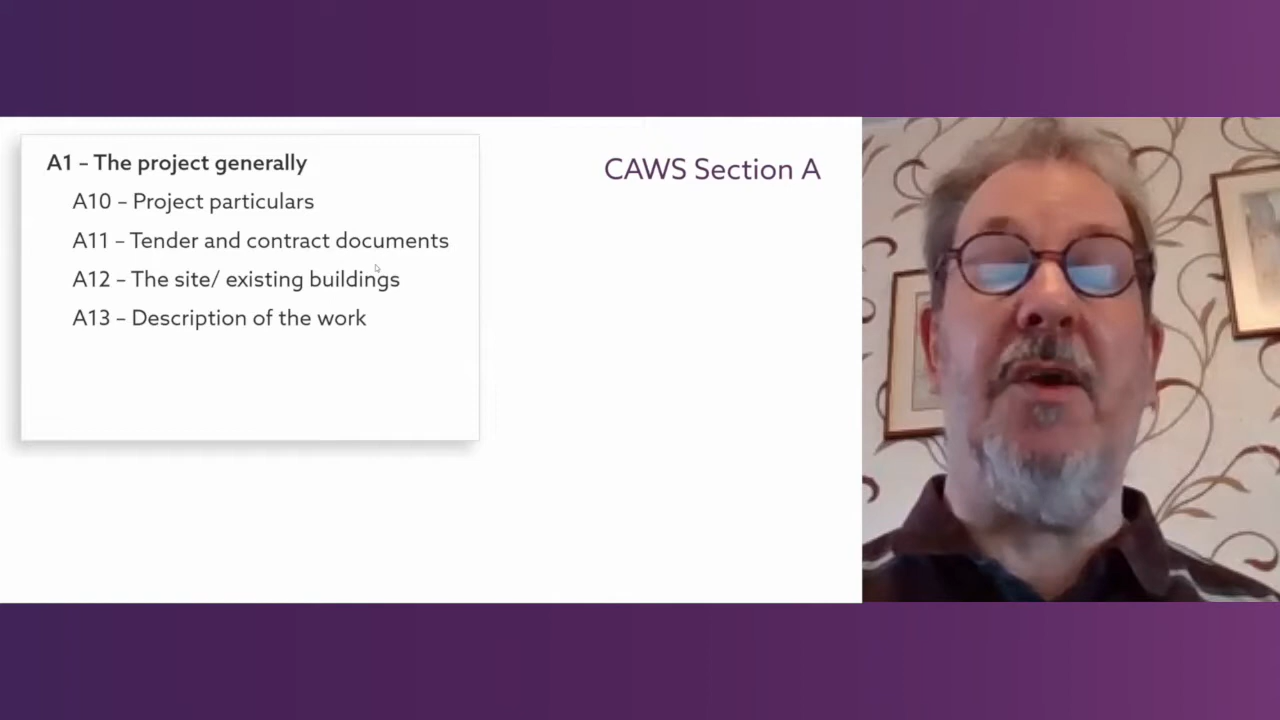 A1 – The project generally
A10 – Project particulars
A11 – Tender and contract documents
A12 – The site/ existing buildings
A13 – Description of the work
CAWS Section A